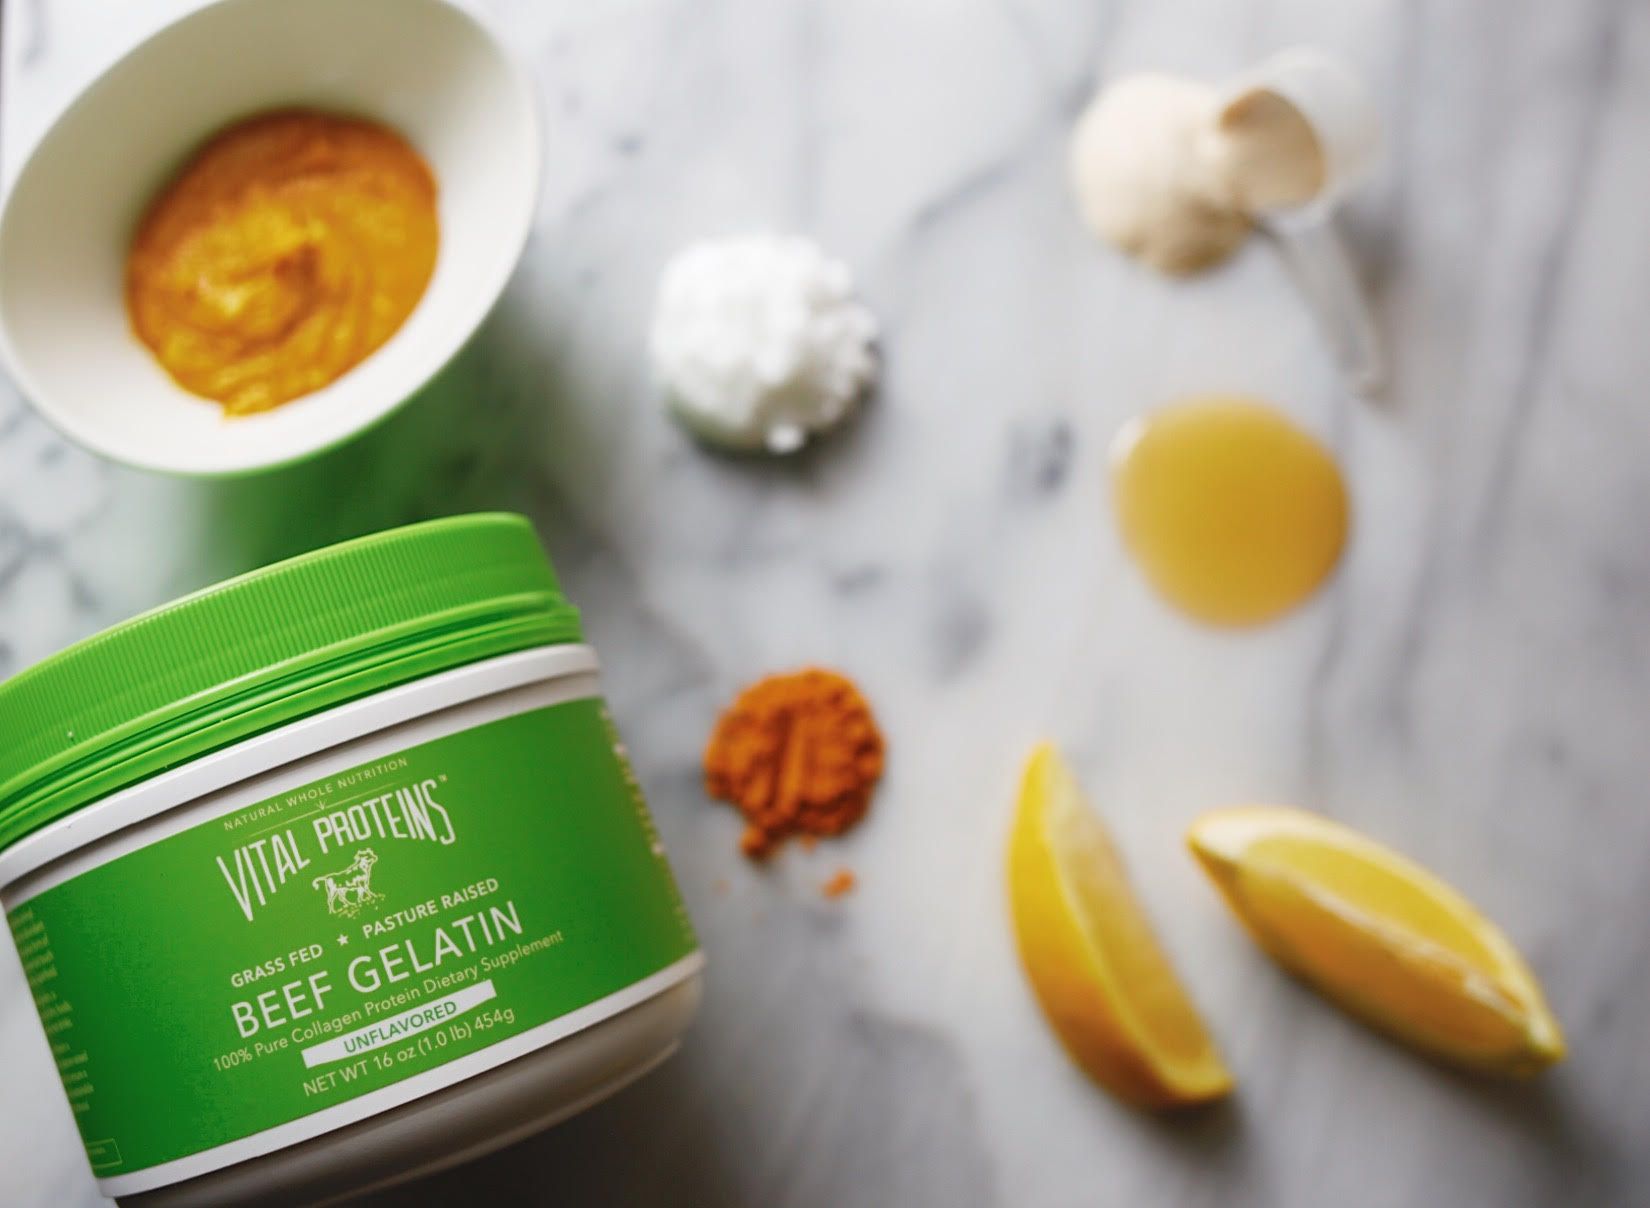 NATURAL WHOLE NUTRITION
VITAL PROTEINS™
GRASS FED ★ PASTURE RAISED
BEEF GELATIN
100% Pure Collagen Protein Dietary Supplement
UNFLAVORED
NET WT 16 oz (1.0 lb) 454g